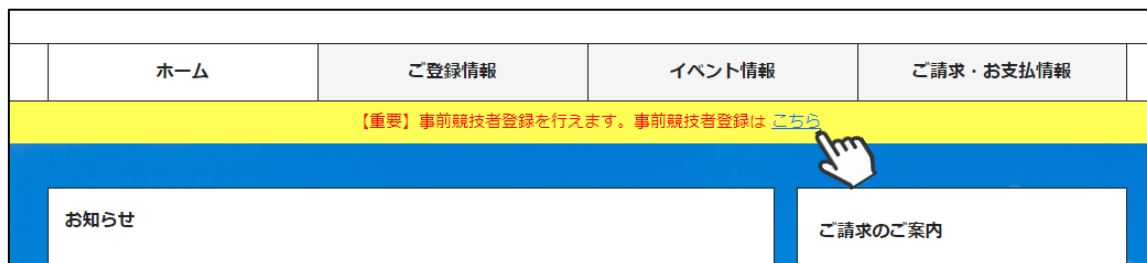 ホーム ご登録情報 イベント情報 ご請求・お支払情報
【重要】事前競技者登録を行えます。事前競技者登録は こちら
お知らせ
ご請求のご案内